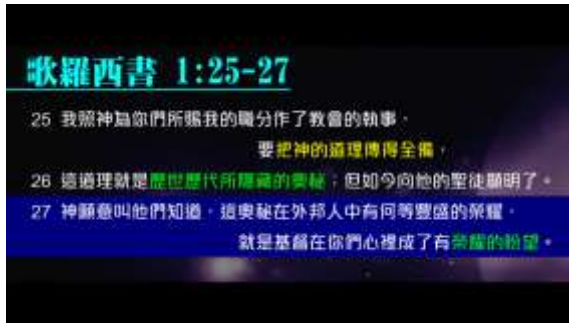 歌羅西書 1:25-27
25 我照神為你們所賜我的職分作了教會的執事，
要把神的道理傳得全備，
26 這道理就是歷世歷代所隱藏的奧秘；但如今向他的聖徒顯明了。
27 神願意叫他們知道，這奧秘在外邦人中有何等豐盛的榮耀，
就是基督在你們心裡成了有榮耀的盼望。